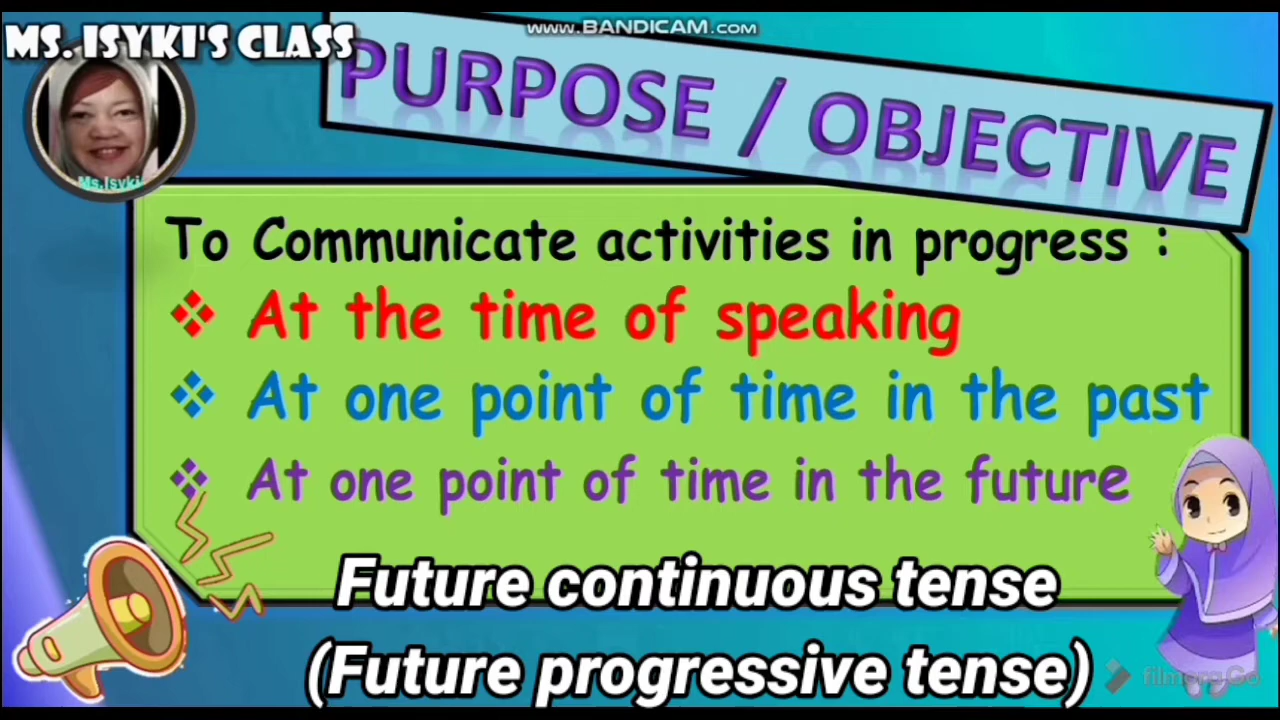 www.BANDICAM.com
MS. ISYKI'S CLASS
PURPOSE / OBJECTIVE
Ms.Isyki
To Communicate activities in progress :
❖ At the time of speaking
❖ At one point of time in the past
❖ At one point of time in the future
Future continuous tense
(Future progressive tense)
filmoraGo